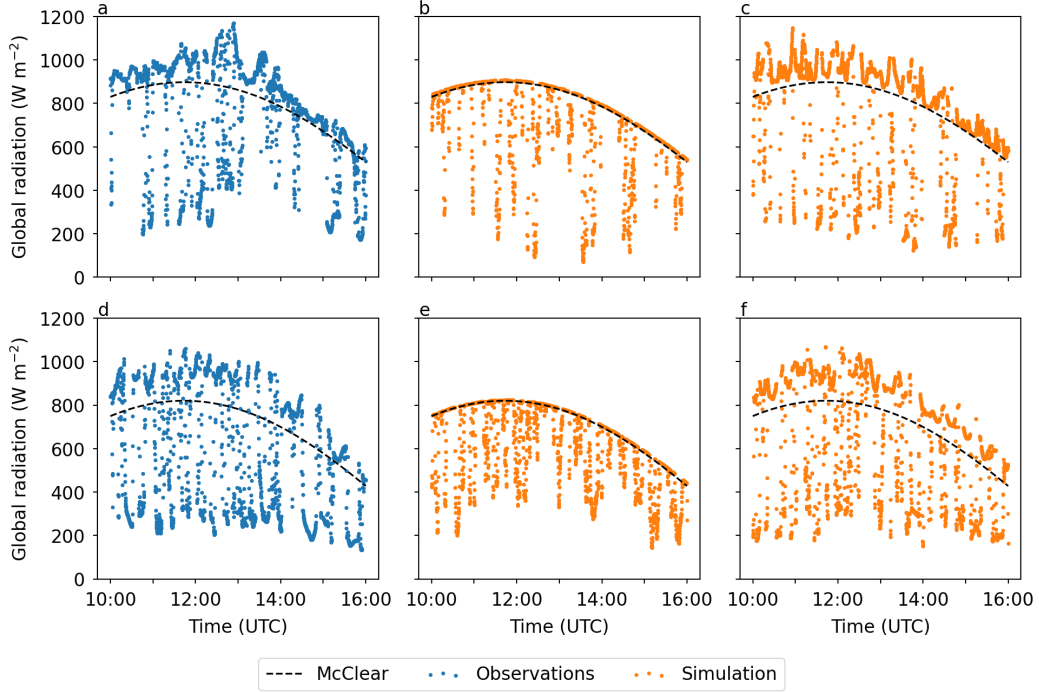 a b c
1200
1000
800
600
400
200
0
Global radiation (W m⁻²)
d e f
1200
1000
800
600
400
200
0
Global radiation (W m⁻²)
10:00 12:00 14:00 16:00 10:00 12:00 14:00 16:00 10:00 12:00 14:00 16:00
Time (UTC) Time (UTC) Time (UTC)
McClear Observations Simulation